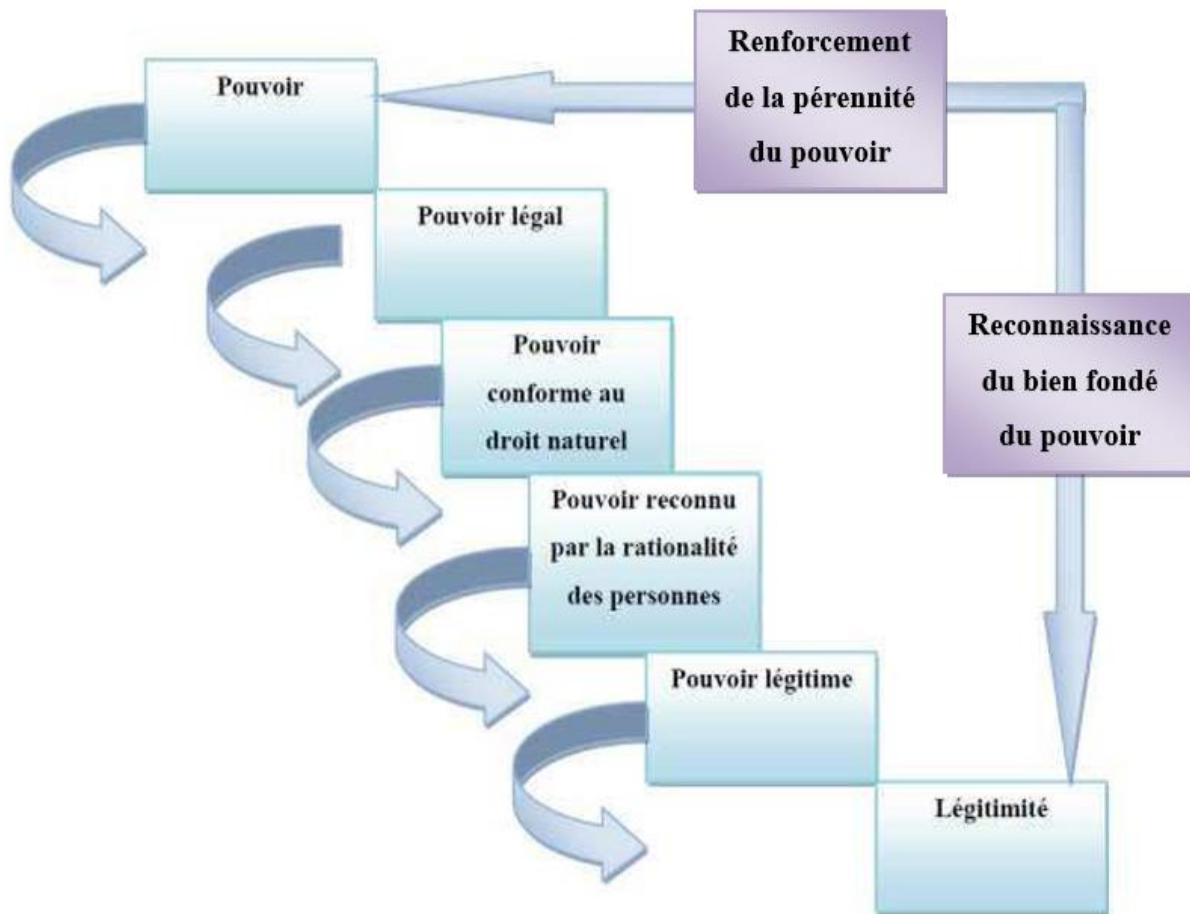 Renforcement
de la pérennité
du pouvoir
Pouvoir
Pouvoir légal
Reconnaissance
du bien fondé
du pouvoir
Pouvoir
conforme au
droit naturel
Pouvoir reconnu
par la rationalité
des personnes
Pouvoir légitime
Légitimité